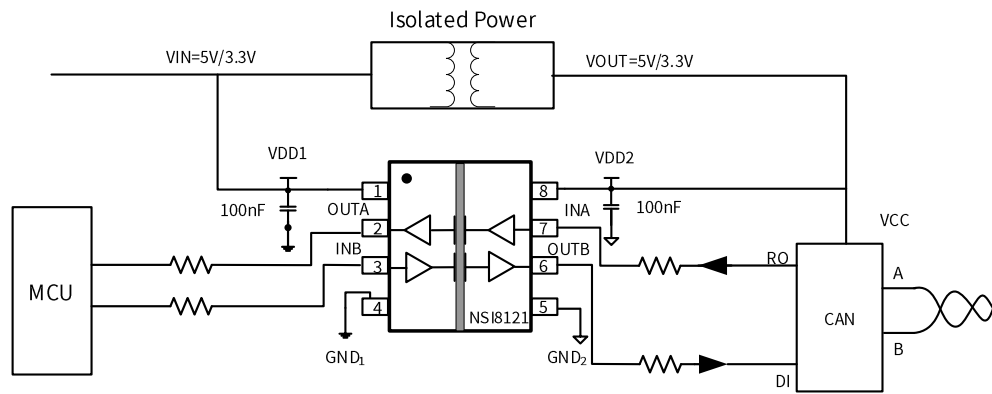 Isolated Power
VIN=5V/3.3V
VOUT=5V/3.3V
VDD1
VDD2
1
8
100nF
100nF
OUTA
INA
VCC
2
7
INB
OUTB
3
6
RO
A
MCU
4
5
NSI8121
CAN
GND1
GND2
B
DI